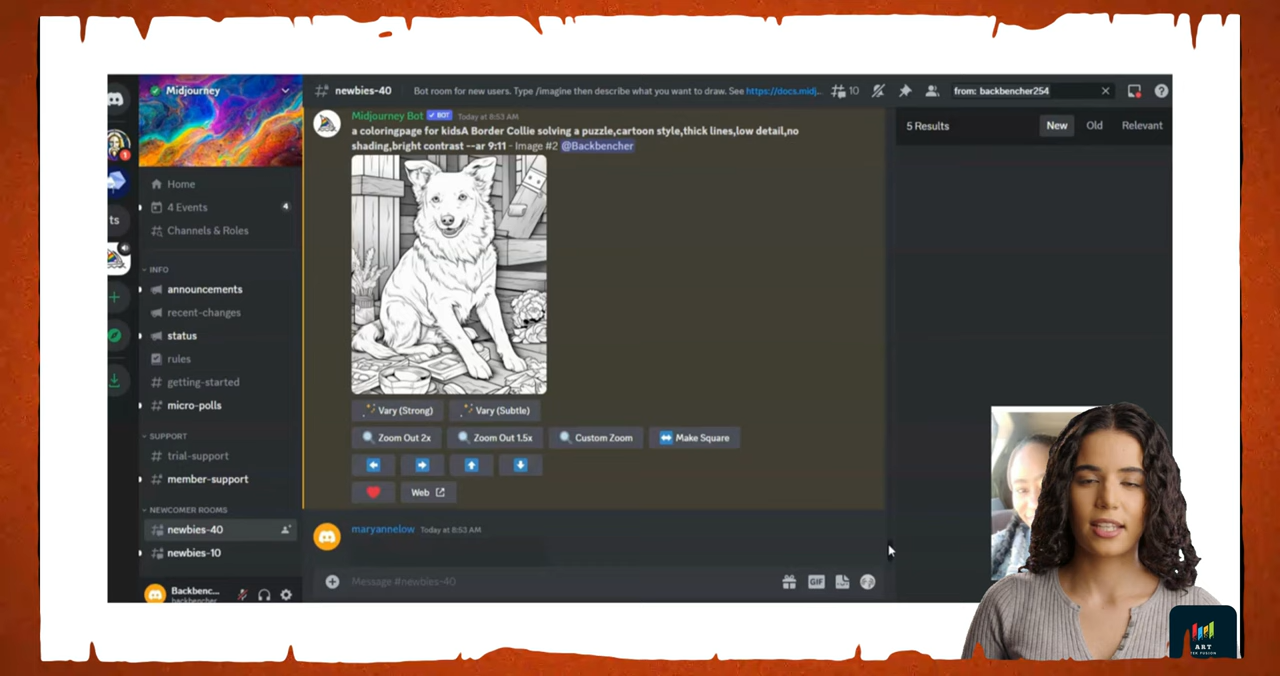 Midjourney
newbies-40
Bot room for new users. Type /imagine then describe what you want to draw. See https://docs.midj...
10
from: backbencher254
Midjourney Bot BOT Today at 8:53 AM
a coloringpage for kidsA Border Collie solving a puzzle,cartoon style,thick lines,low detail,no
shading,bright contrast --ar 9:11 - Image #2 @Backbencher
5 Results
New
Old
Relevant
1
ts
Home
4 Events
4
Channels & Roles
INFO
announcements
recent-changes
status
rules
getting-started
micro-polls
SUPPORT
trial-support
member-support
NEWCOMER ROOMS
newbies-40
newbies-10
Backbenc...
Vary (Strong)
Vary (Subtle)
Zoom Out 2x
Zoom Out 1.5x
Custom Zoom
Make Square
Web
maryannelow Today at 8:53 AM
Message #newbies-40
GIF
ART